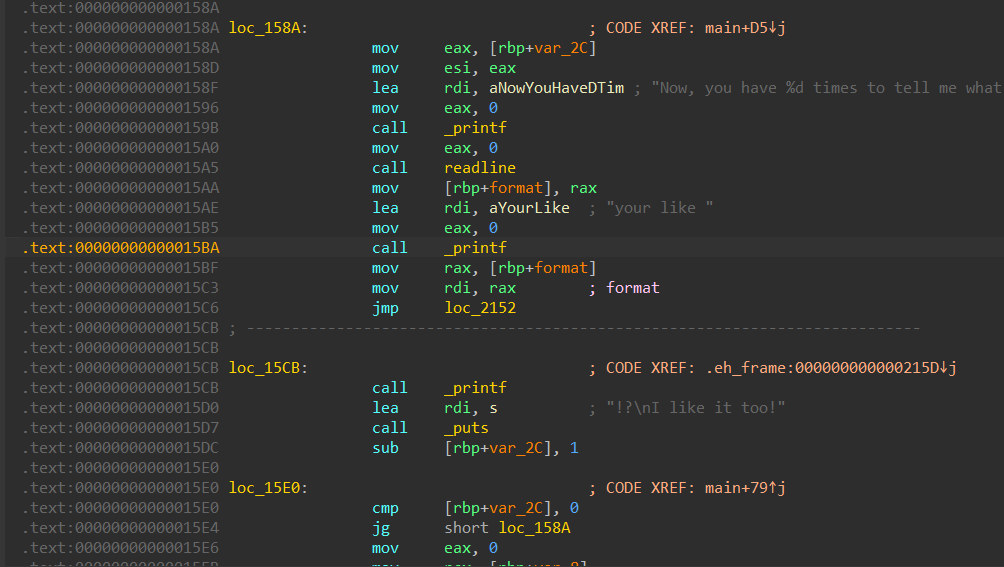 .text:000000000000158A
.text:000000000000158A loc_158A: ; CODE XREF: main+D5↓j
.text:000000000000158A mov eax, [rbp+var_2C]
.text:000000000000158D mov esi, eax
.text:000000000000158F lea rdi, aNowYouHaveDTim ; "Now, you have %d times to tell me what
.text:0000000000001596 mov eax, 0
.text:000000000000159B call _printf
.text:00000000000015A0 mov eax, 0
.text:00000000000015A5 call readline
.text:00000000000015AA mov [rbp+format], rax
.text:00000000000015AE lea rdi, aYourLike ; "your like "
.text:00000000000015B5 mov eax, 0
.text:00000000000015BA call _printf
.text:00000000000015BF mov rax, [rbp+format]
.text:00000000000015C3 mov rdi, rax ; format
.text:00000000000015C6 jmp loc_2152
.text:00000000000015CB ; ---------------------------------------------------------------------------
.text:00000000000015CB
.text:00000000000015CB loc_15CB: ; CODE XREF: .eh_frame:000000000000215D↓j
.text:00000000000015CB call _printf
.text:00000000000015D0 lea rdi, s ; "!?\nI like it too!"
.text:00000000000015D7 call _puts
.text:00000000000015DC sub [rbp+var_2C], 1
.text:00000000000015E0
.text:00000000000015E0 loc_15E0: ; CODE XREF: main+79↑j
.text:00000000000015E0 cmp [rbp+var_2C], 0
.text:00000000000015E4 jg short loc_158A
.text:00000000000015E6 mov eax, 0